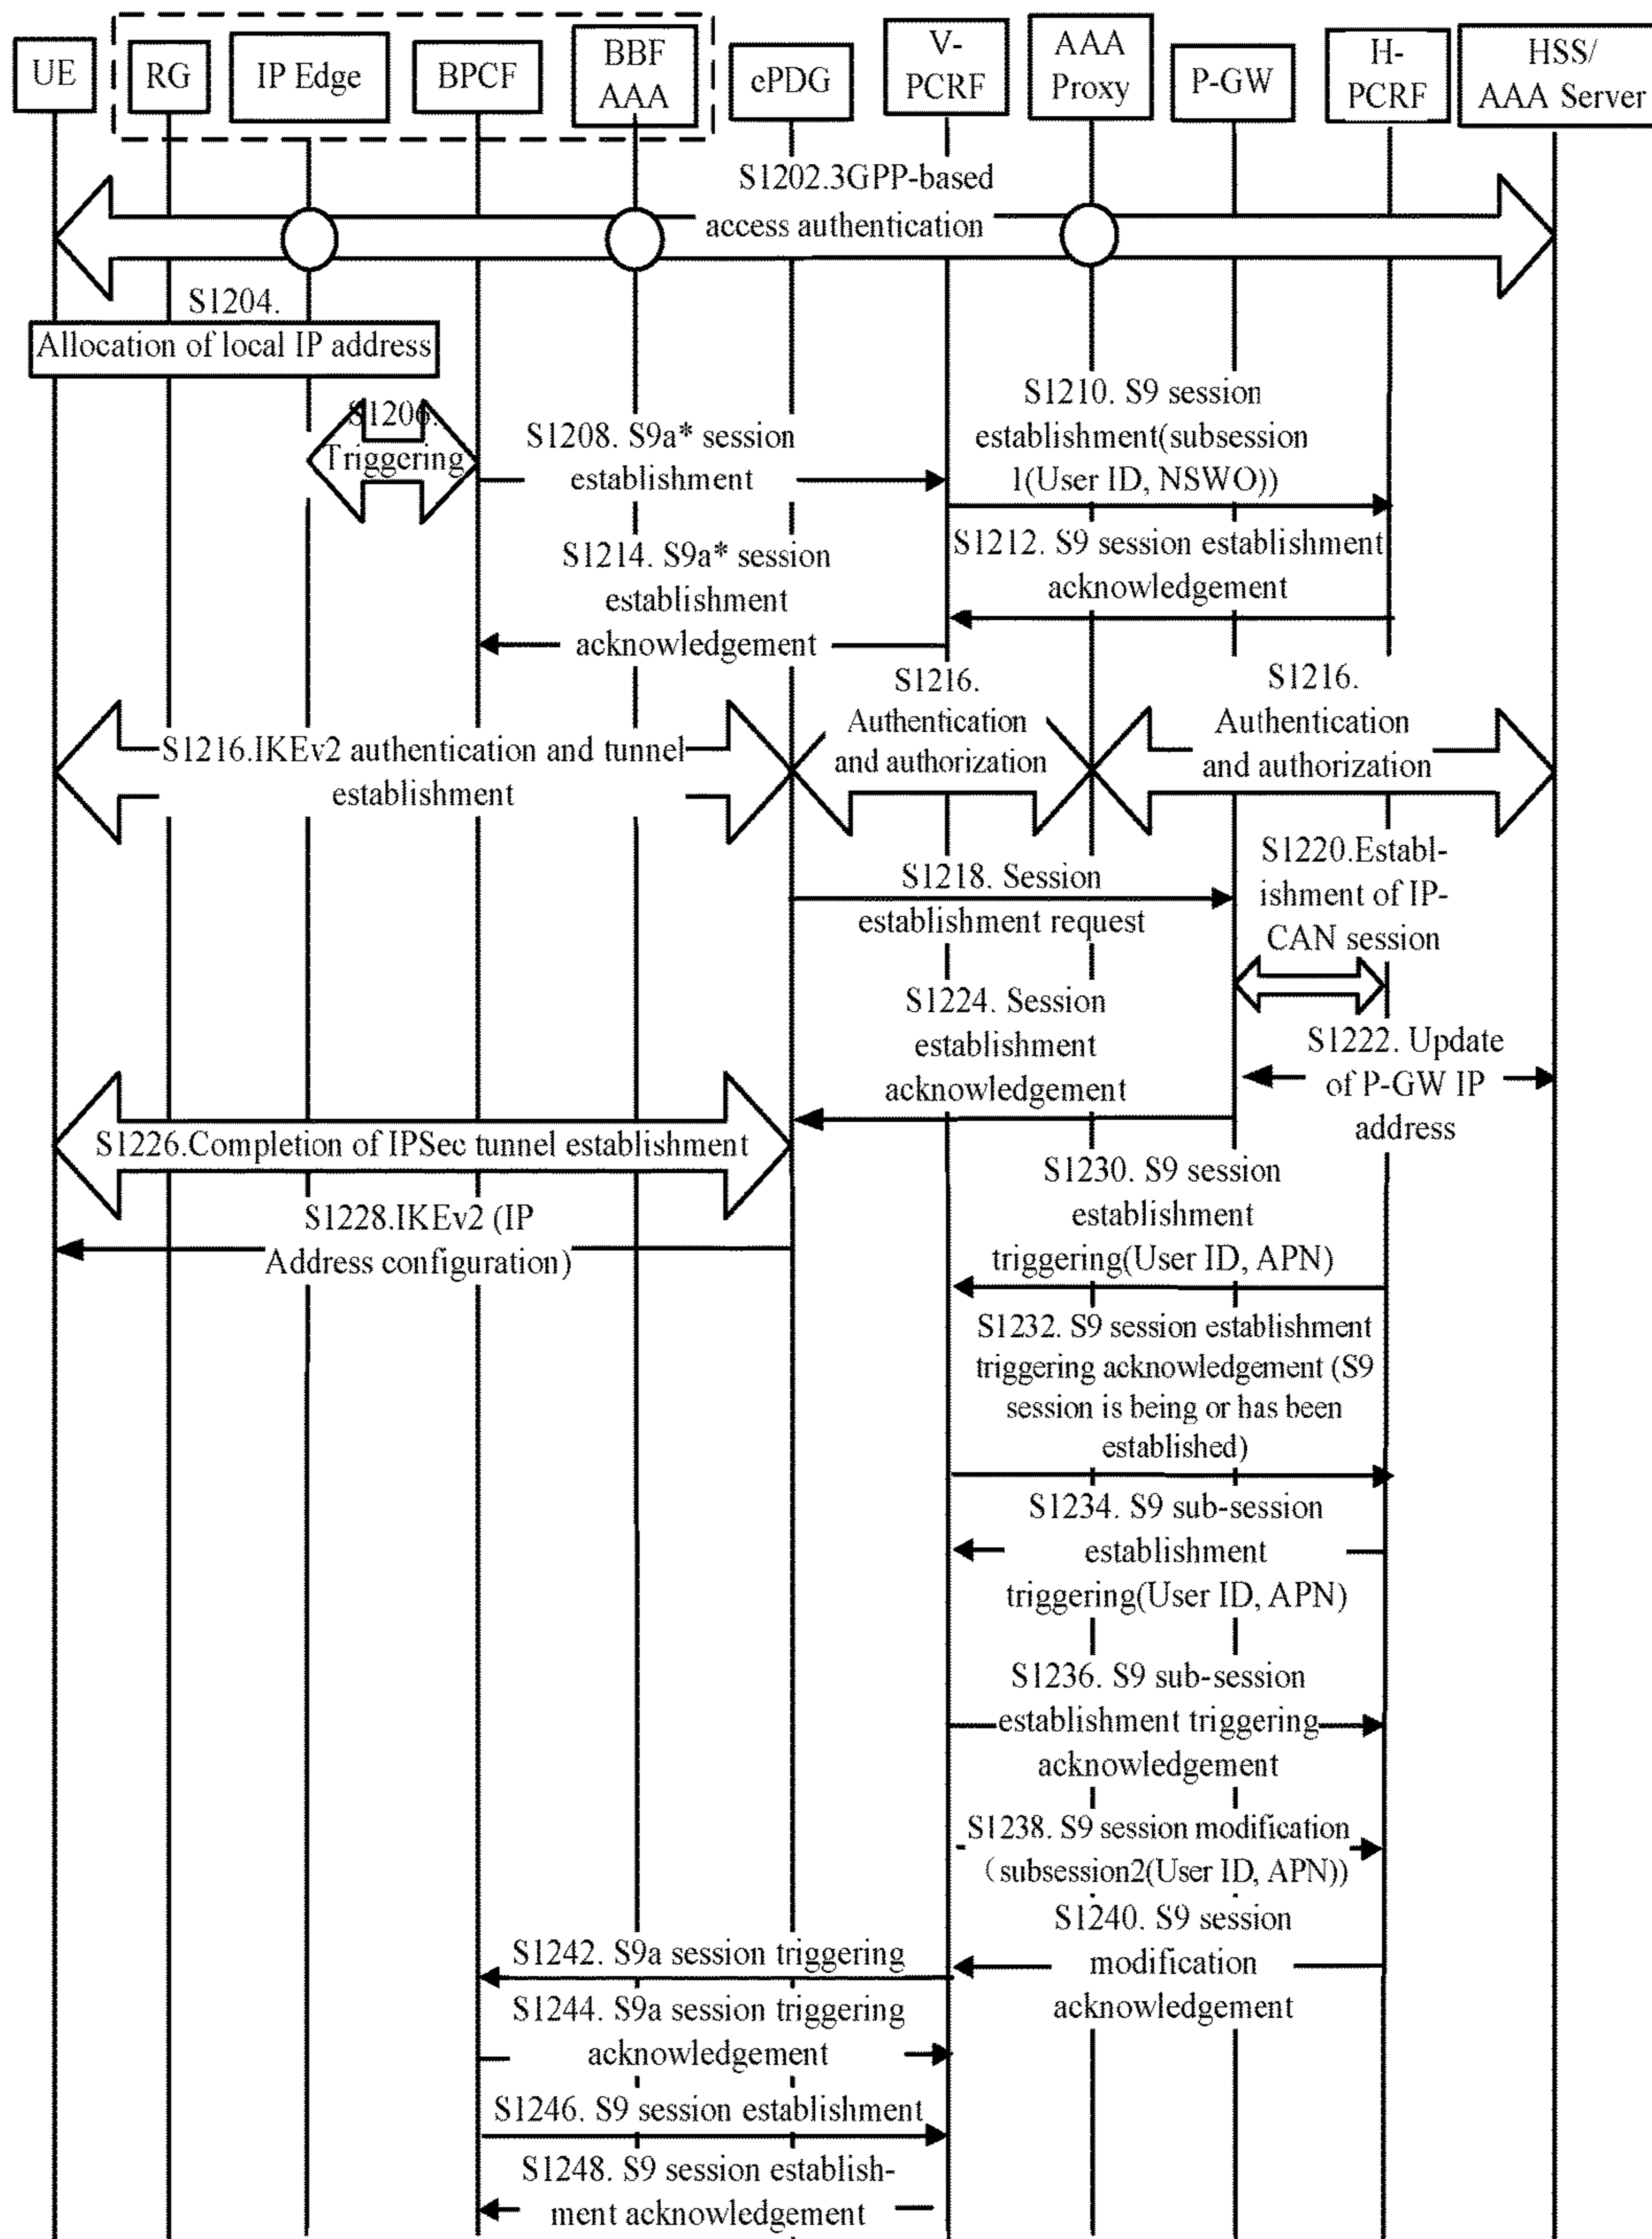 UE
RG
IP Edge
BPCF
BBF
AAA
ePDG
V-
PCRF
AAA
Proxy
P-GW
H-
PCRF
HSS/
AAA Server
S1202.3GPP-based
access authentication
S1204.
Allocation of local IP address
S1206.
Triggering
S1208. S9a* session
establishment
S1210. S9 session
establishment(subsession
1(User ID, NSWO))
S1212. S9 session establishment
acknowledgement
S1214. S9a* session
establishment
acknowledgement
S1216.IKEv2 authentication and tunnel
establishment
S1216.
Authentication
and authorization
S1216.
Authentication
and authorization
S1218. Session
establishment request
S1220.Establ-
ishment of IP-
CAN session
S1222. Update
of P-GW IP
address
S1224. Session
establishment
acknowledgement
S1226.Completion of IPSec tunnel establishment
S1228.IKEv2 (IP
Address configuration)
S1230. S9 session
establishment
triggering(User ID, APN)
S1232. S9 session establishment
triggering acknowledgement (S9
session is being or has been
established)
S1234. S9 sub-session
establishment
triggering(User ID, APN)
S1236. S9 sub-session
establishment triggering
acknowledgement
S1238. S9 session modification
（subsession2(User ID, APN))
S1240. S9 session
modification
acknowledgement
S1242. S9a session triggering
S1244. S9a session triggering
acknowledgement
S1246. S9 session establishment
S1248. S9 session establish-
ment acknowledgement